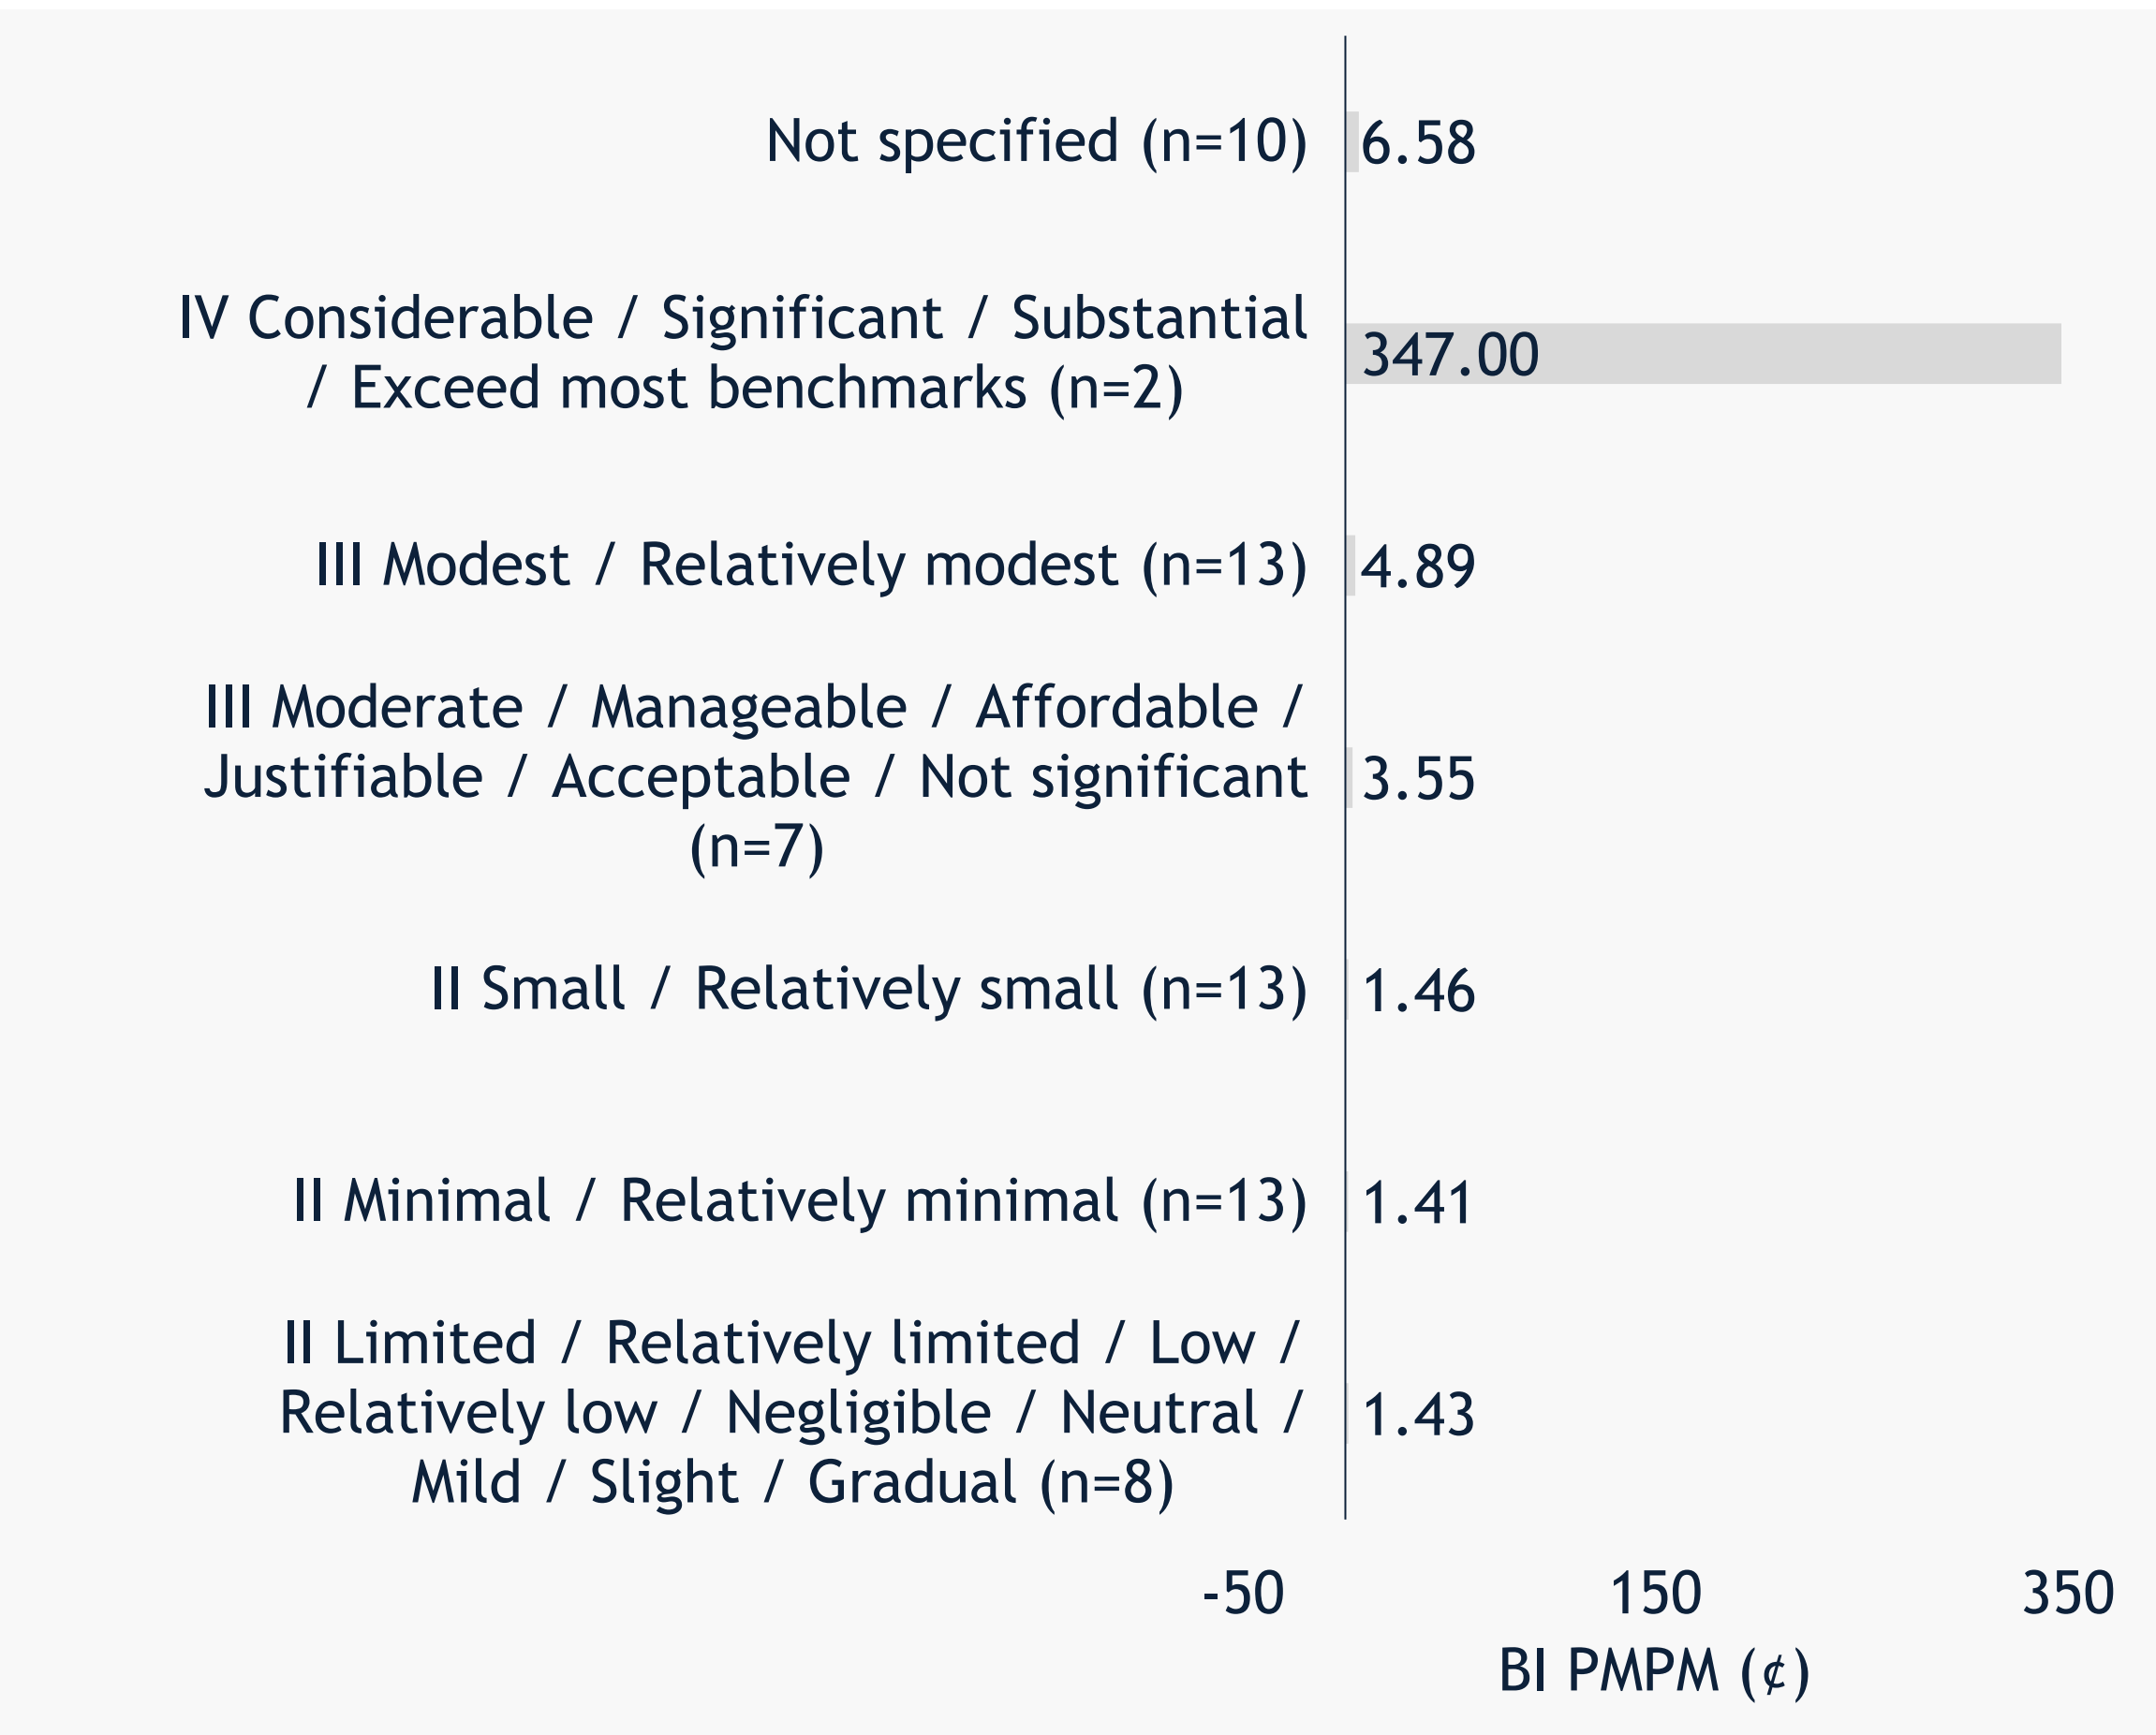 Not specified (n=10)
6.58
IV Considerable / Significant / Substantial
/ Exceed most benchmarks (n=2)
347.00
III Modest / Relatively modest (n=13)
4.89
III Moderate / Manageable / Affordable /
Justifiable / Acceptable / Not significant
(n=7)
3.55
II Small / Relatively small (n=13)
1.46
II Minimal / Relatively minimal (n=13)
1.41
II Limited / Relatively limited / Low /
Relatively low / Negligible / Neutral /
Mild / Slight / Gradual (n=8)
1.43
-50 150 350
BI PMPM (¢)